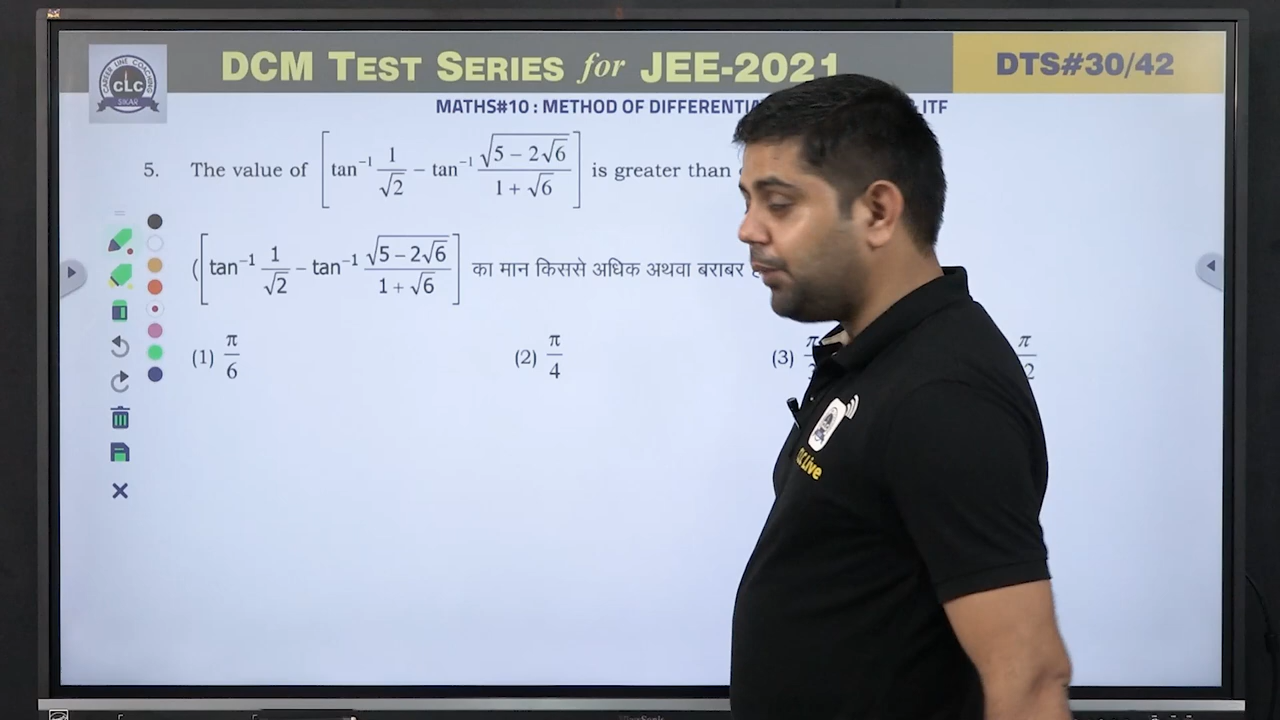 DCM TEST SERIES for JEE-2021
DTS#30/42
CAREER LINE COACHING
CLC
SIKAR
MATHS#10 : METHOD OF ITF
5. The value of [tan⁻¹ 1/√2 − tan⁻¹ √(5 − 2√6)/(1 + √6)] is greater than
([tan⁻¹ 1/√2 − tan⁻¹ √(5 − 2√6)/(1 + √6)] का मान किससे अधिक अथवा बराबर
(1) π/6 (2) π/4 (3) π
Live